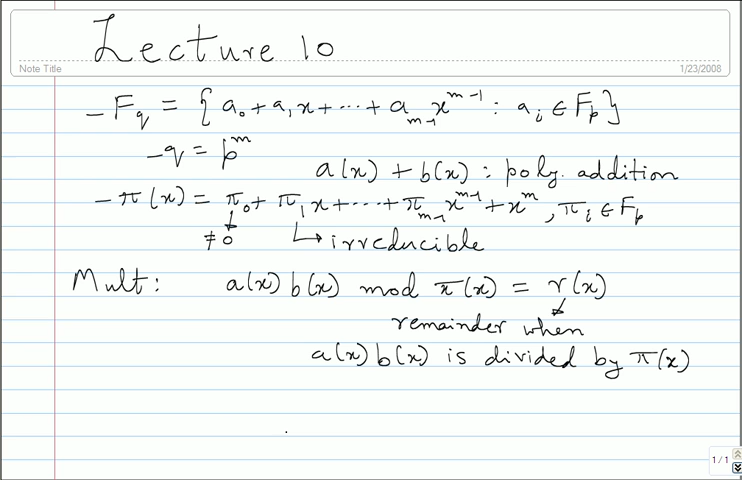 Lecture 10
Note Title
1/23/2008
- F_q = { a_0 + a_1 x + ··· + a_{m-1} x^{m-1} : a_i ∈ F_p }
- q = p^m
a(x) + b(x) : poly. addition
- π(x) = π_0 + π_1 x + ··· + π_{m-1} x^{m-1} + x^m , π_i ∈ F_p
≠ 0 ↳ irreducible
Mult : a(x) b(x) mod π(x) = r(x)
remainder when
a(x) b(x) is divided by π(x)
1 / 1